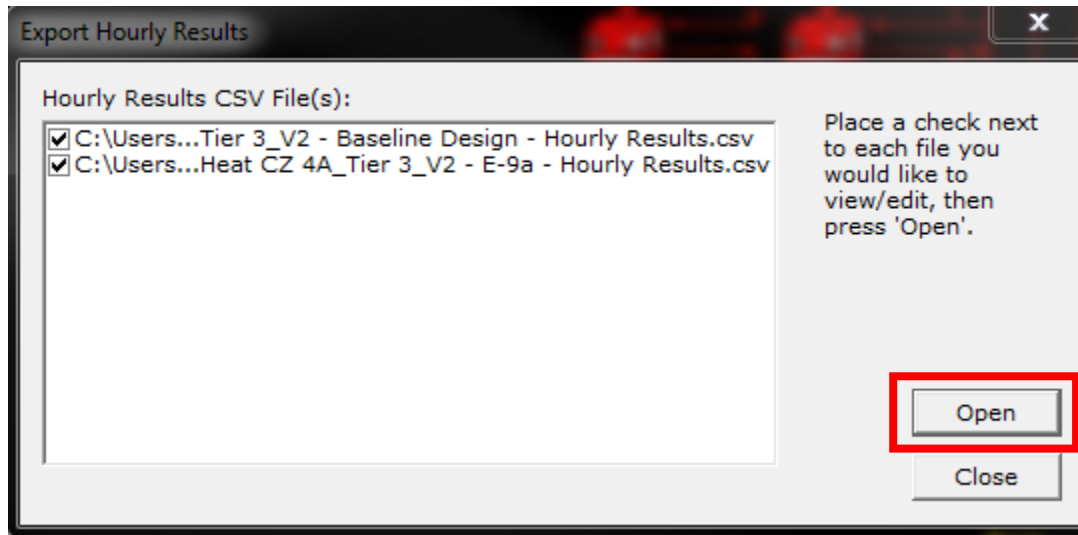 Export Hourly Results
x
Hourly Results CSV File(s):
C:\Users...Tier 3_V2 - Baseline Design - Hourly Results.csv
C:\Users...Heat CZ 4A_Tier 3_V2 - E-9a - Hourly Results.csv
Place a check next
to each file you
would like to
view/edit, then
press 'Open'.
Open
Close